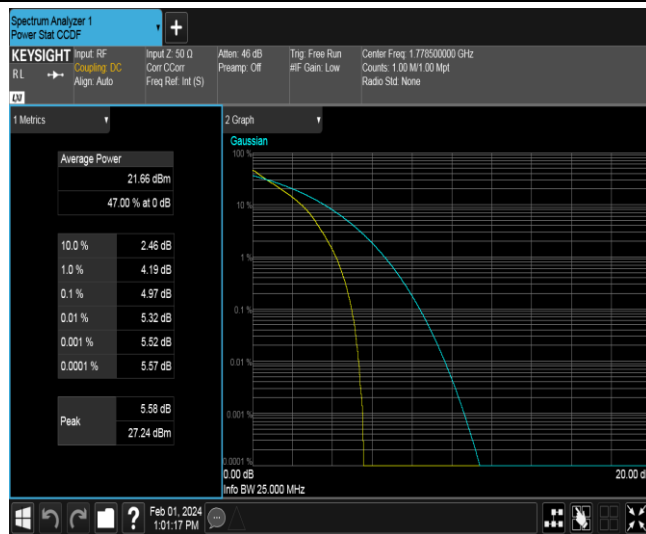 Spectrum Analyzer 1
Power Stat CCDF
+
KEYSIGHT
RL
LXI
Input: RF
Coupling: DC
Align: Auto
Input Z: 50 Ω
Corr CCorr
Freq Ref: Int (S)
Atten: 46 dB
Preamp: Off
Trig: Free Run
#IF Gain: Low
Center Freq: 1.778500000 GHz
Counts: 1.00 M/1.00 Mpt
Radio Std: None
1 Metrics
Average Power
21.66 dBm
47.00 % at 0 dB
10.0 % 2.46 dB
1.0 % 4.19 dB
0.1 % 4.97 dB
0.01 % 5.32 dB
0.001 % 5.52 dB
0.0001 % 5.57 dB
Peak
5.58 dB
27.24 dBm
2 Graph
Gaussian
100 %
10 %
1 %
0.1 %
0.01 %
0.001 %
0.0001 %
0.00 dB
20.00 d
Info BW 25.000 MHz
?
Feb 01, 2024
1:01:17 PM